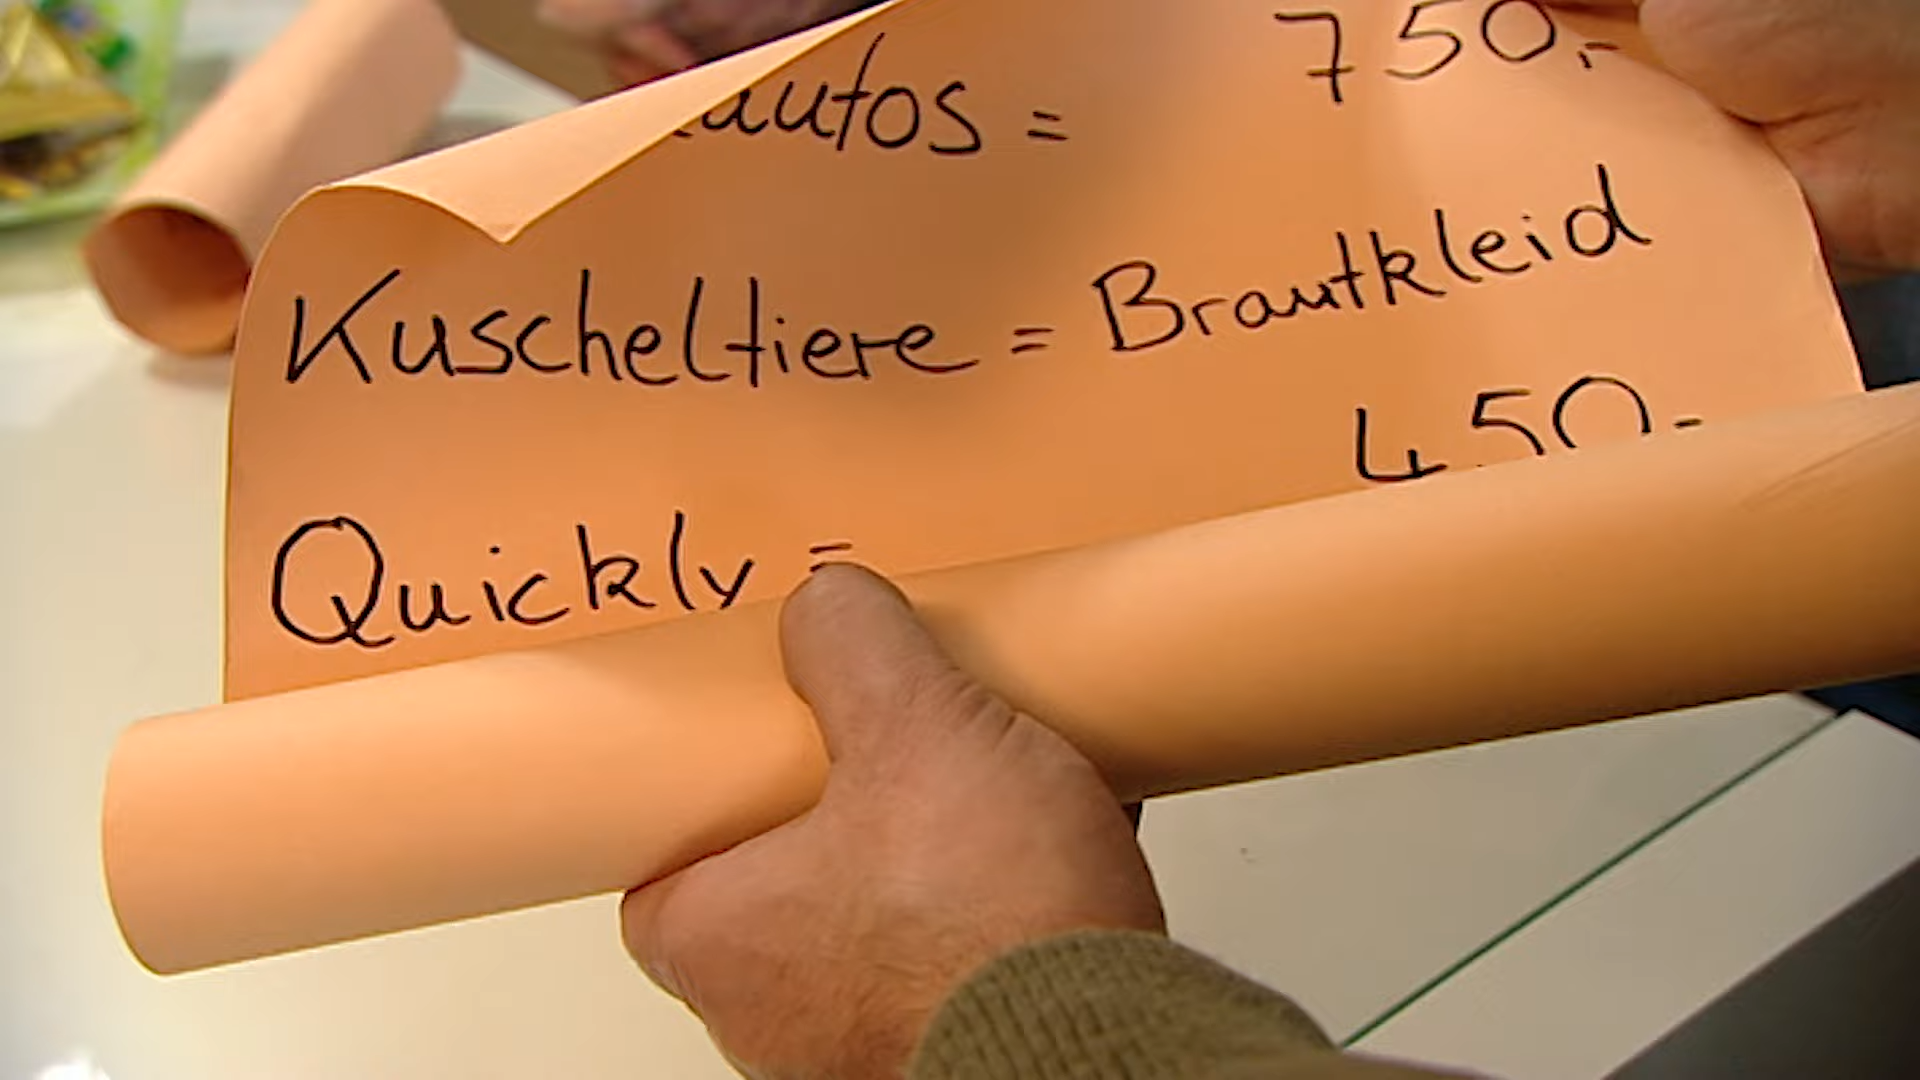 autos = 750,-
Kuscheltiere = Brautkleid
450,-
Quickly =